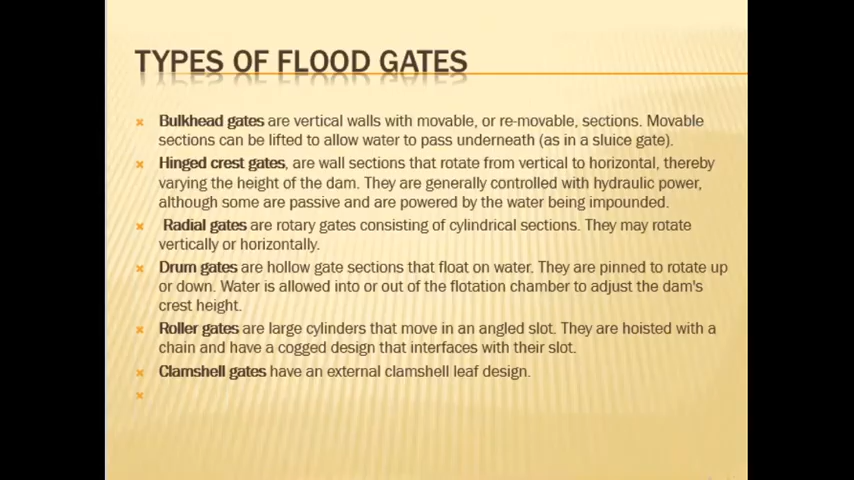 TYPES OF FLOOD GATES
Bulkhead gates are vertical walls with movable, or re-movable, sections. Movable
sections can be lifted to allow water to pass underneath (as in a sluice gate).
Hinged crest gates, are wall sections that rotate from vertical to horizontal, thereby
varying the height of the dam. They are generally controlled with hydraulic power,
although some are passive and are powered by the water being impounded.
Radial gates are rotary gates consisting of cylindrical sections. They may rotate
vertically or horizontally.
Drum gates are hollow gate sections that float on water. They are pinned to rotate up
or down. Water is allowed into or out of the flotation chamber to adjust the dam's
crest height.
Roller gates are large cylinders that move in an angled slot. They are hoisted with a
chain and have a cogged design that interfaces with their slot.
Clamshell gates have an external clamshell leaf design.